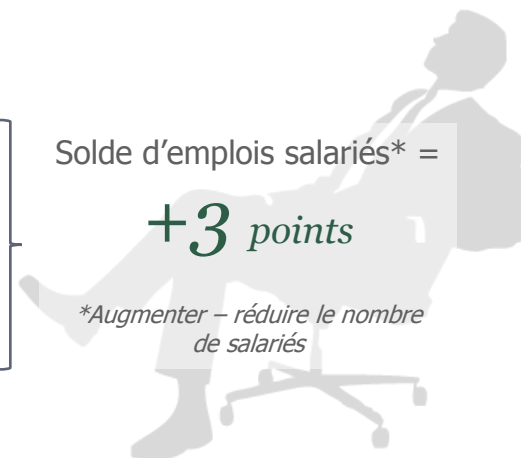 Solde d’emplois salariés* =
+3 points
*Augmenter – réduire le nombre
de salariés